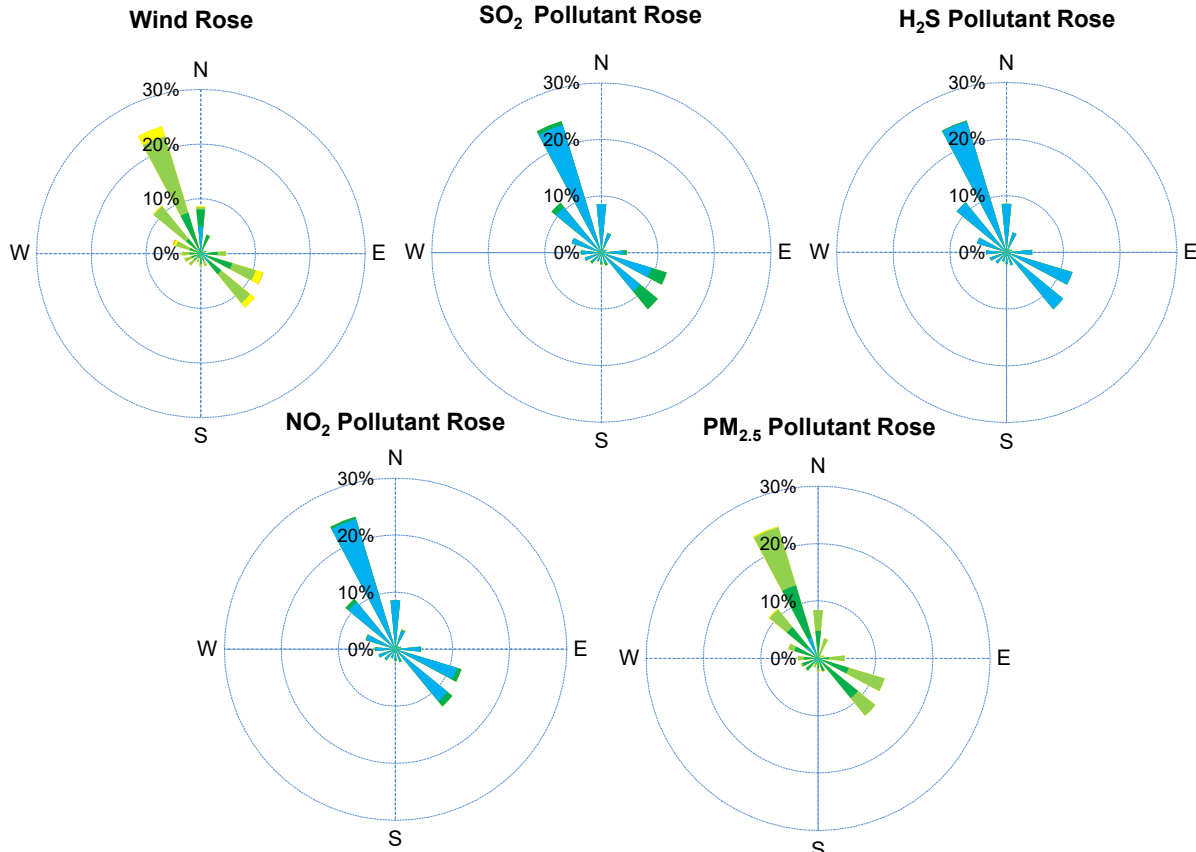 Wind Rose
N
30%
20%
10%
0%
W
E
S
SO₂ Pollutant Rose
N
30%
20%
10%
0%
W
E
S
H₂S Pollutant Rose
N
30%
20%
10%
0%
W
E
S
NO₂ Pollutant Rose
N
30%
20%
10%
0%
W
E
S
PM₂.₅ Pollutant Rose
N
30%
20%
10%
0%
W
E
S